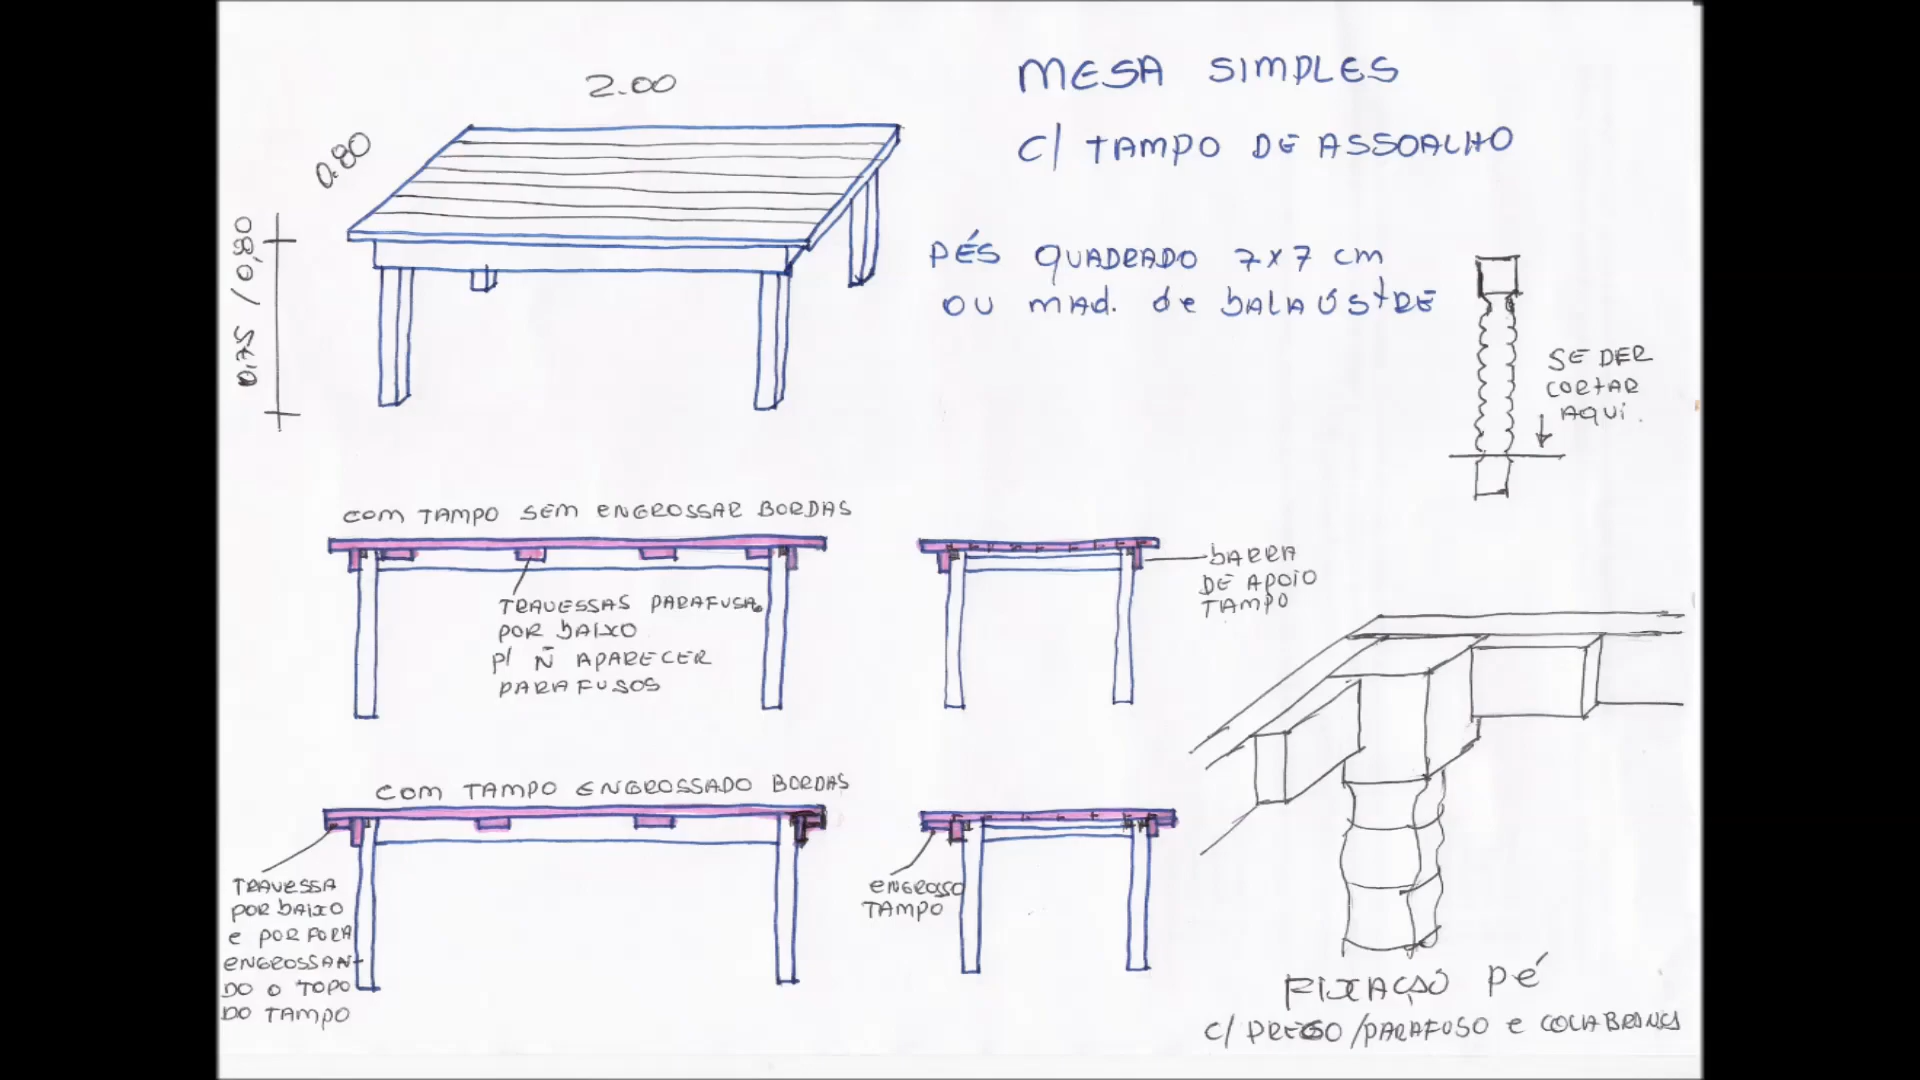 MESA SIMPLES
C/ TAMPO DE ASSOALHO
2.00
0.80
0,75 / 0,80
PÉS QUADRADO 7x7 cm
OU MAD. de BALAÚSTRE
SE DER
CORTAR
AQUI.
COM TAMPO SEM ENGROSSAR BORDAS
TRAVESSAS PARAFUSA.
POR BAIXO
P/ Ñ APARECER
PARAFUSOS
BARRA
DE APOIO
TAMPO
COM TAMPO ENGROSSADO BORDAS
TRAVESSA
POR BAIXO
e POR FORA
ENGROSSAN-
DO O TOPO
DO TAMPO
ENGROSSO
TAMPO
FIXAÇÃO PÉ
C/ PREGO/PARAFUSO e COLA BRANCA